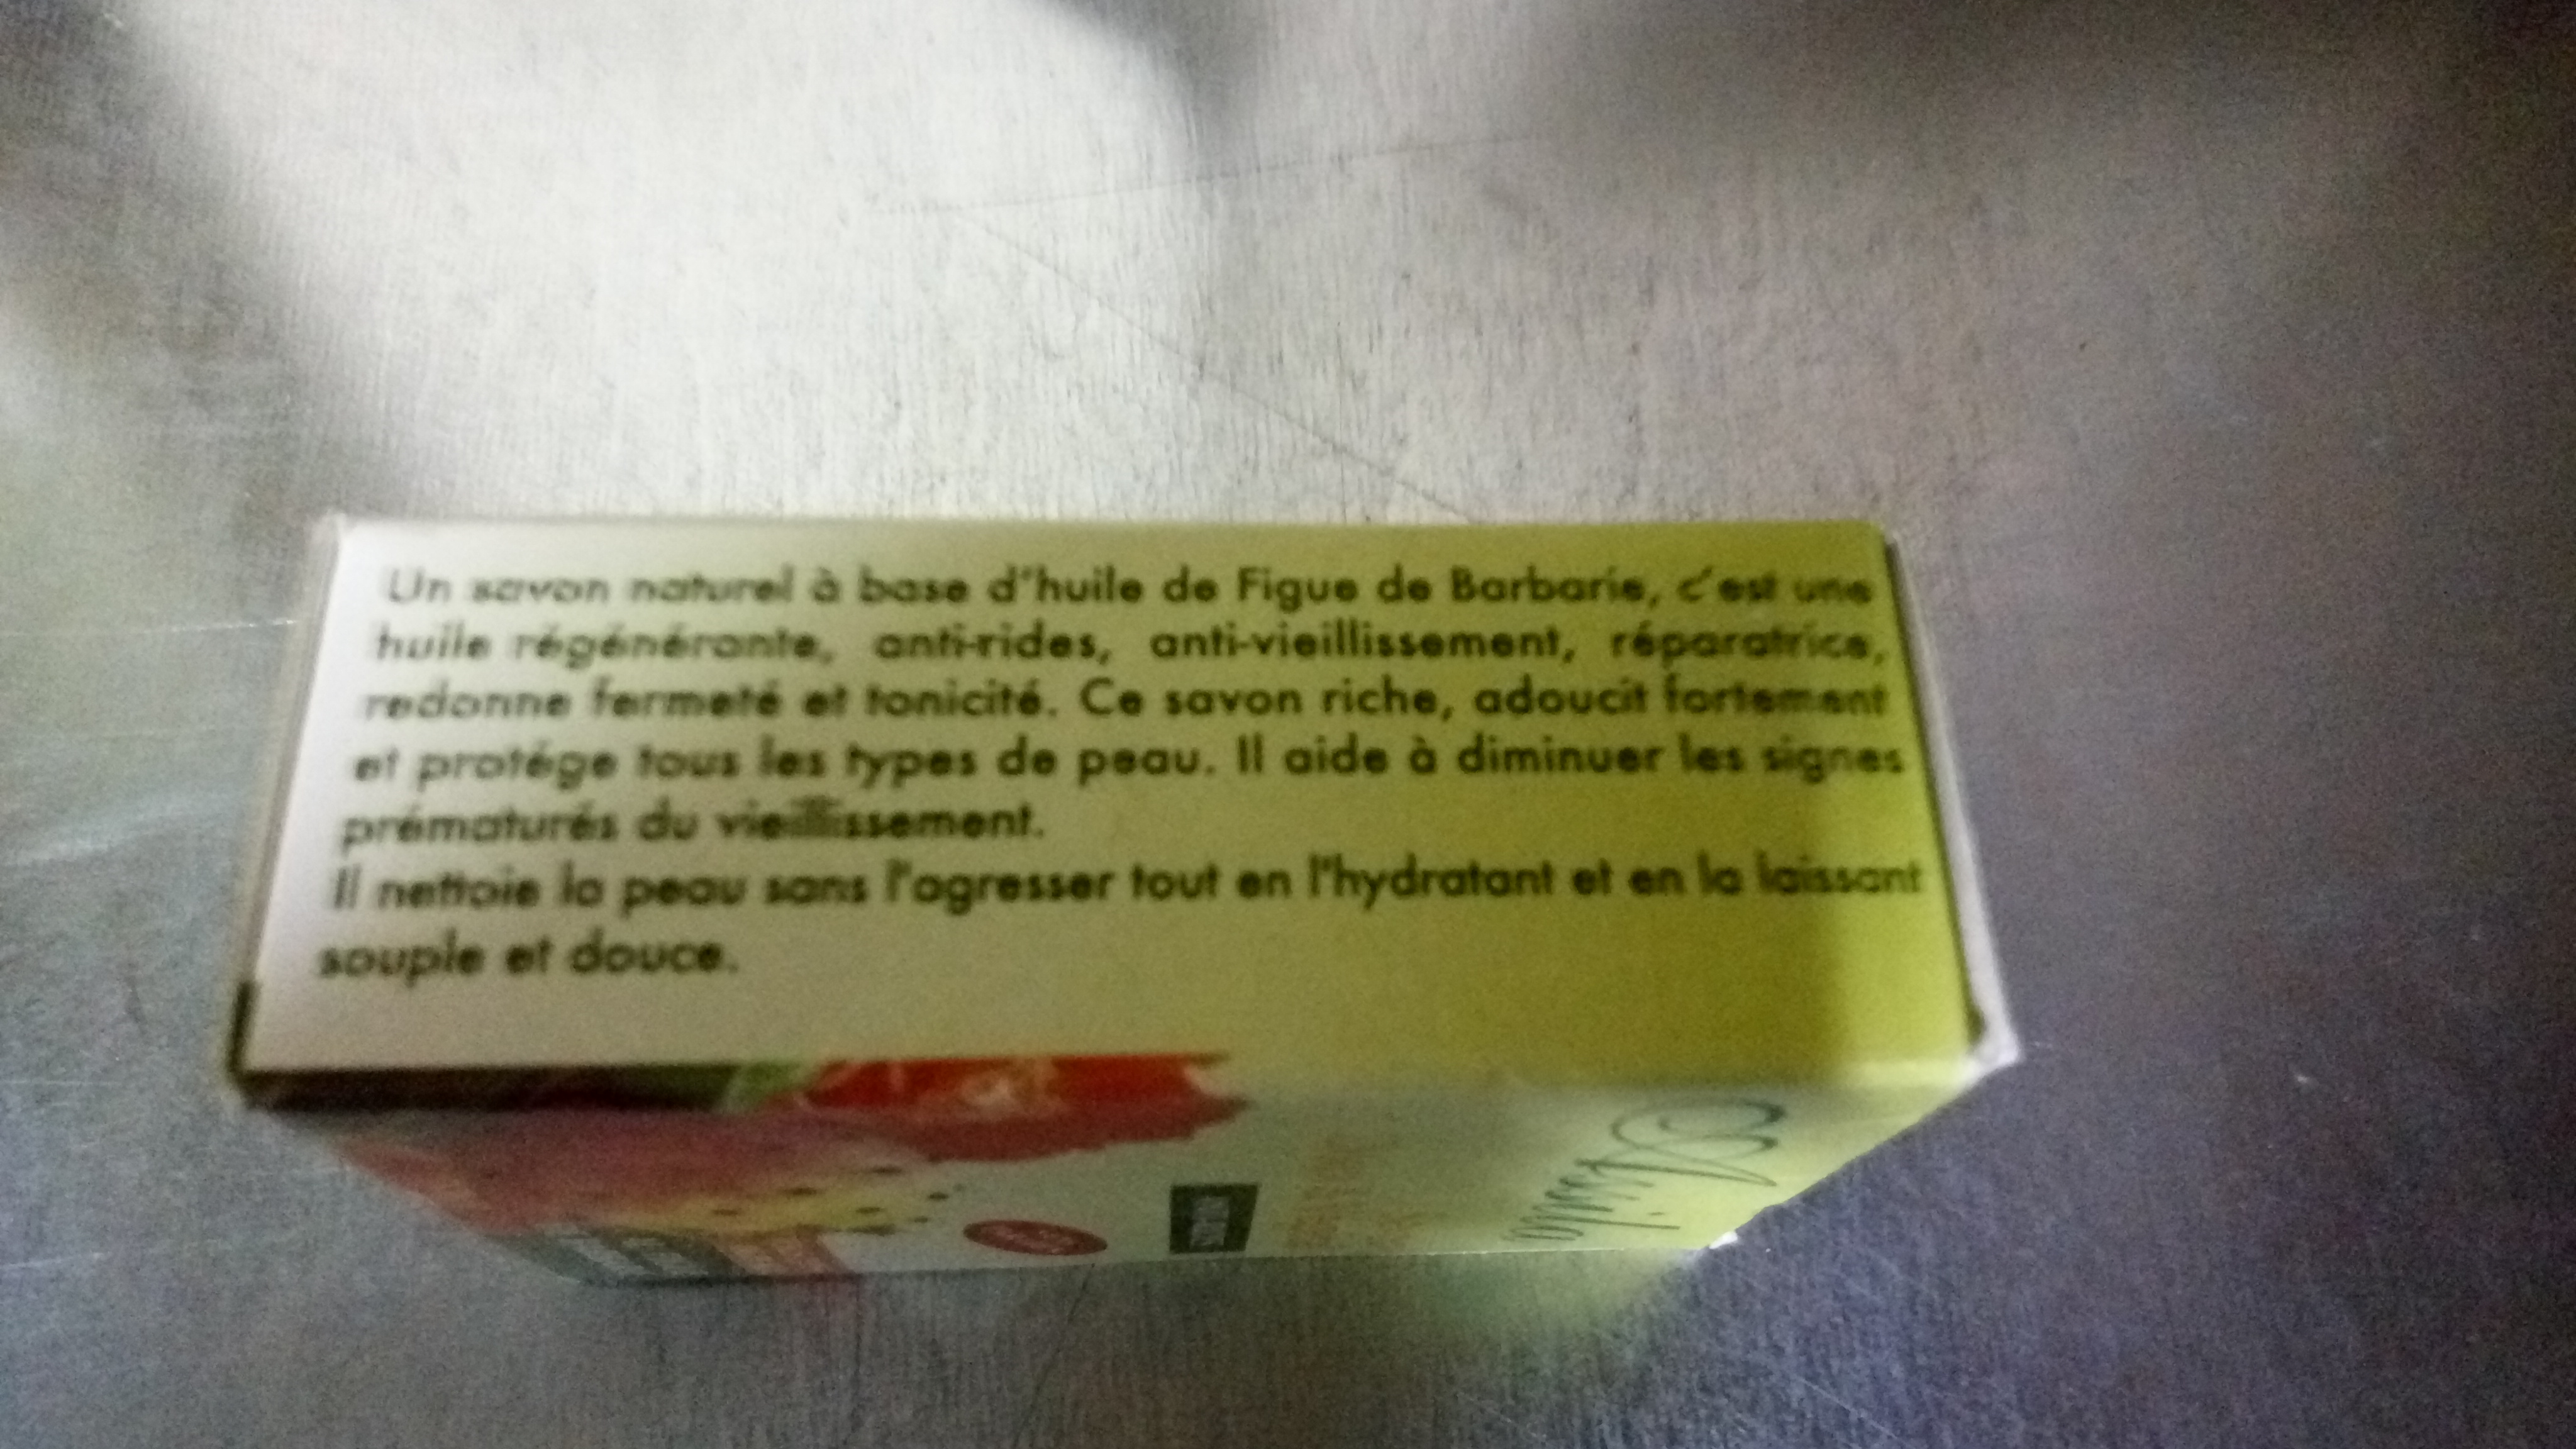 Un savon naturel à base d'huile de Figue de Barbarie, c'est une
huile régénérante, anti-rides, anti-vieillissement, réparatrice,
redonne fermeté et tonicité. Ce savon riche, adoucit fortement
et protége tous les types de peau. Il aide à diminuer les signes
prématurés du vieillissement.
Il nettoie la peau sans l'agresser tout en l'hydratant et en la laissant
souple et douce.